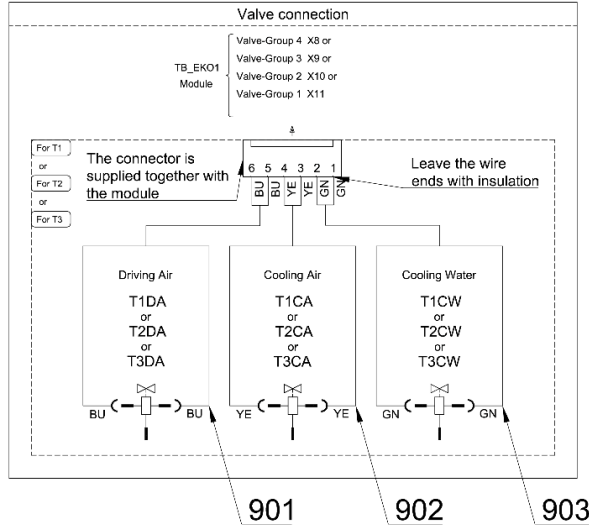 Valve connection
Valve-Group 4 X8 or
Valve-Group 3 X9 or
TB_EKO1
Module
Valve-Group 2 X10 or
Valve-Group 1 X11
For T1
or
For T2
or
For T3
The connector is
supplied together with
the module
6 5 4 3 2 1
BU BU YE YE GN GN
Leave the wire
ends with insulation
Driving Air
T1DA
or
T2DA
or
T3DA
BU BU
Cooling Air
T1CA
or
T2CA
or
T3CA
YE YE
Cooling Water
T1CW
or
T2CW
or
T3CW
GN GN
901
902
903